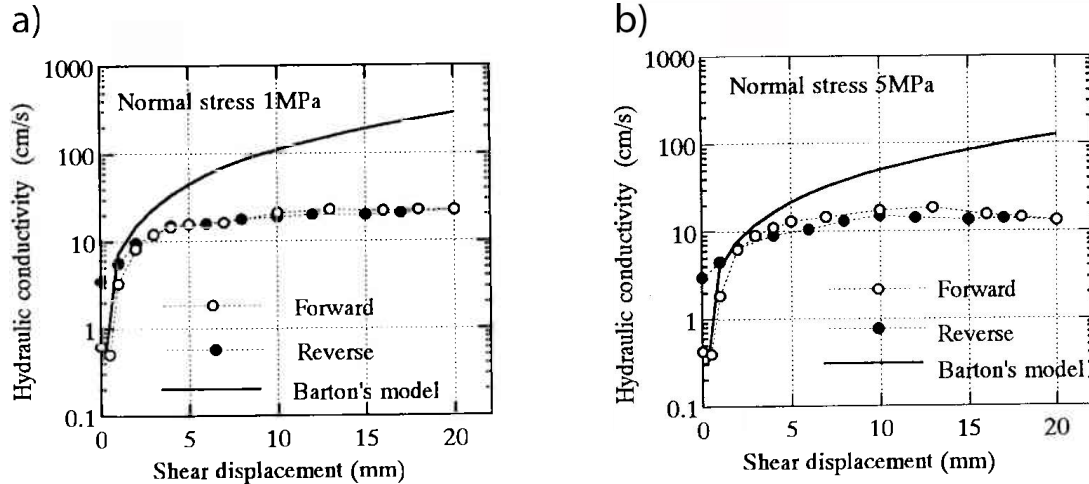 a)
1000
100
10
1
0.1
Hydraulic conductivity (cm/s)
Normal stress 1MPa
Forward
Reverse
Barton's model
0 5 10 15 20
Shear displacement (mm)
b)
1000
100
10
1
0.1
Hydraulic conductivity (cm/s)
Normal stress 5MPa
Forward
Reverse
Barton's model
0 5 10 15 20
Shear displacement (mm)